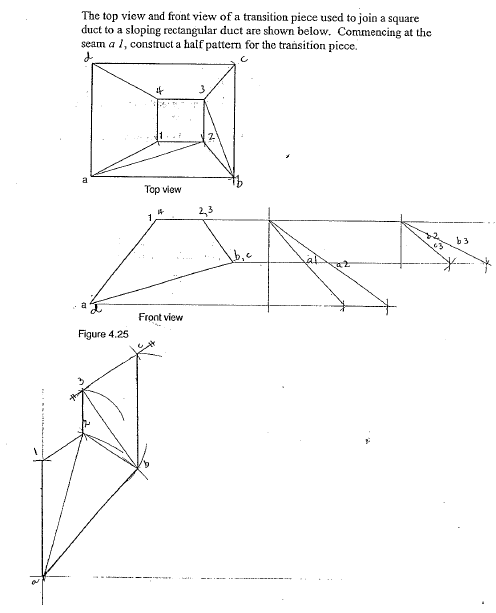 The top view and front view of a transition piece used to join a square
duct to a sloping rectangular duct are shown below. Commencing at the
seam a 1, construct a half pattern for the transition piece.
d
c
4
3
1
2
a
b
Top view
1 4
2,3
b,c
a1
a2
b2
c3
b3
a
d
Front view
Figure 4.25
c
3
2
1
b
a